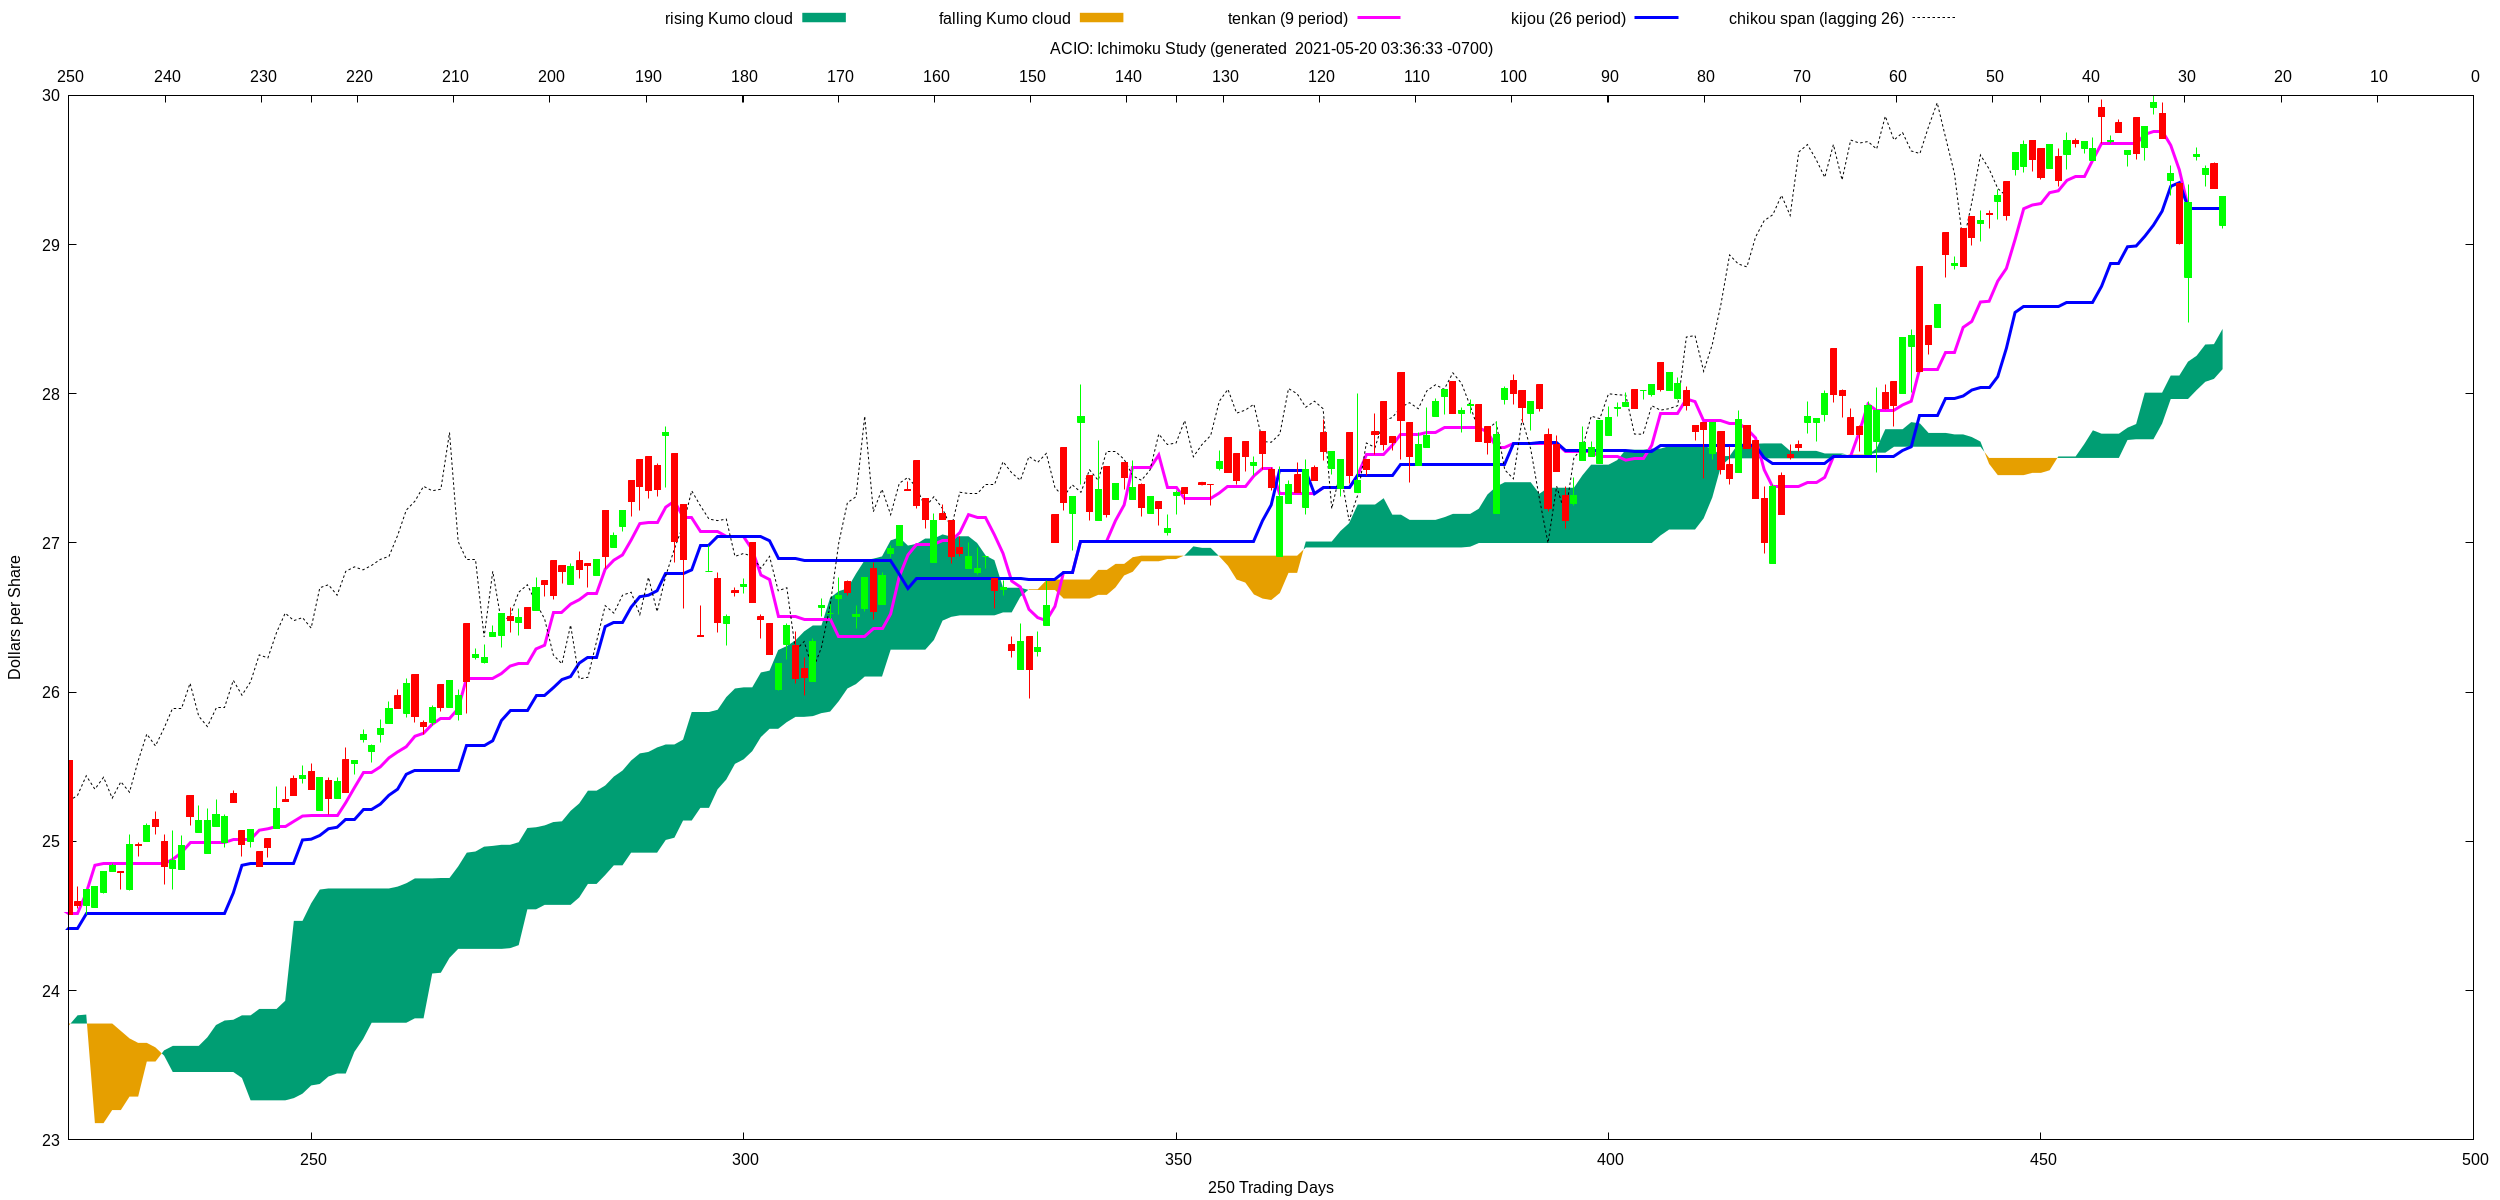 rising Kumo cloud falling Kumo cloud tenkan (9 period) kijou (26 period) chikou span (lagging 26)
ACIO: Ichimoku Study (generated  2021-05-20 03:36:33 -0700)
250 240 230 220 210 200 190 180 170 160 150 140 130 120 110 100 90 80 70 60 50 40 30 20 10 0
30
29
28
27
26
25
24
23
Dollars per Share
250 300 350 400 450 500
250 Trading Days